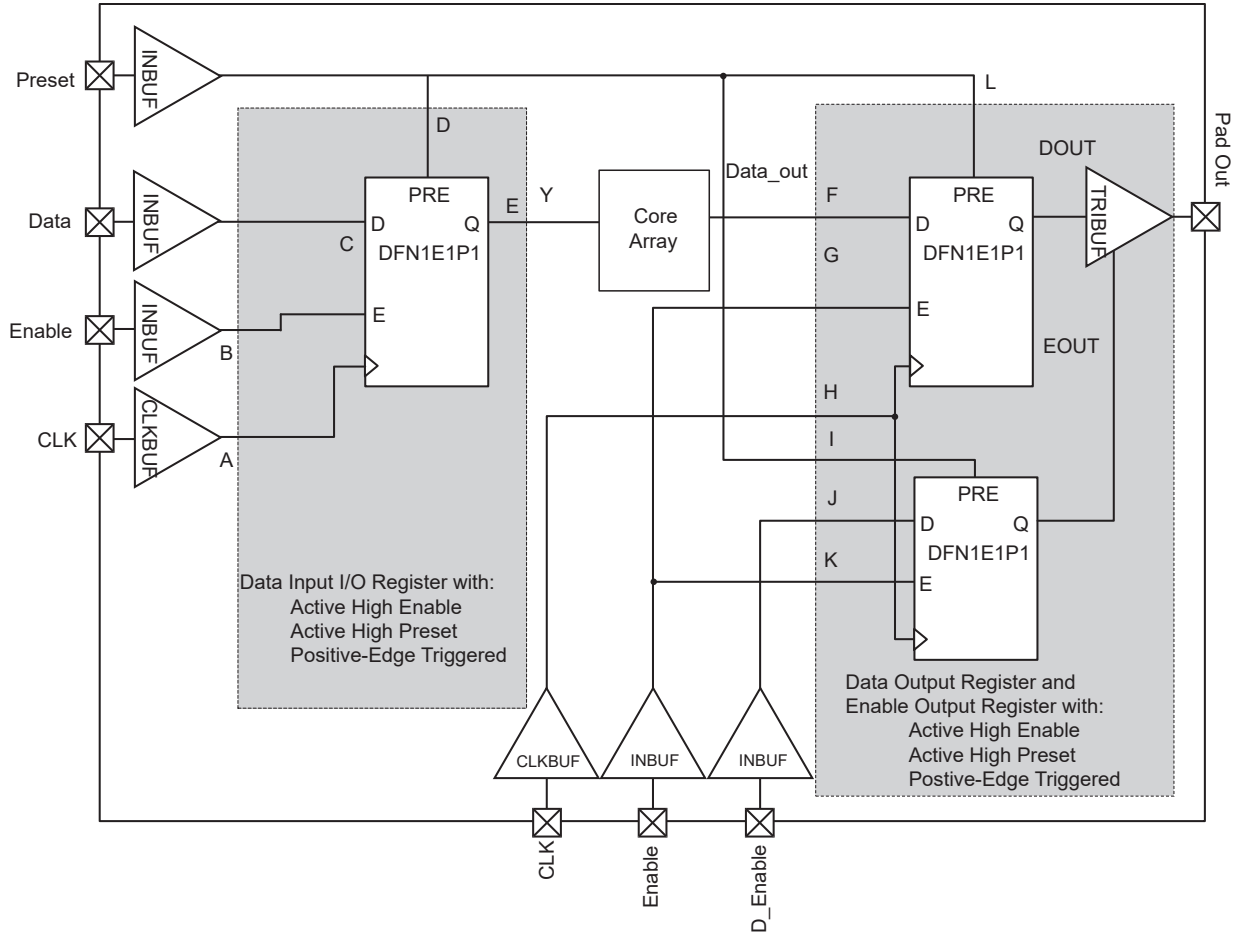 Preset
INBUF
L
D
Pad Out
DOUT
PRE
Data
INBUF
D
Q
C
DFN1E1P1
E
E
Y
Core
Array
Data_out
F
G
PRE
D
Q
DFN1E1P1
E
TRIBUF
EOUT
Enable
INBUF
B
CLK
CLKBUF
A
H
I
J
K
PRE
D
Q
DFN1E1P1
E
Data Input I/O Register with:
Active High Enable
Active High Preset
Positive-Edge Triggered
Data Output Register and
Enable Output Register with:
Active High Enable
Active High Preset
Postive-Edge Triggered
CLKBUF
INBUF
INBUF
CLK
Enable
D_Enable